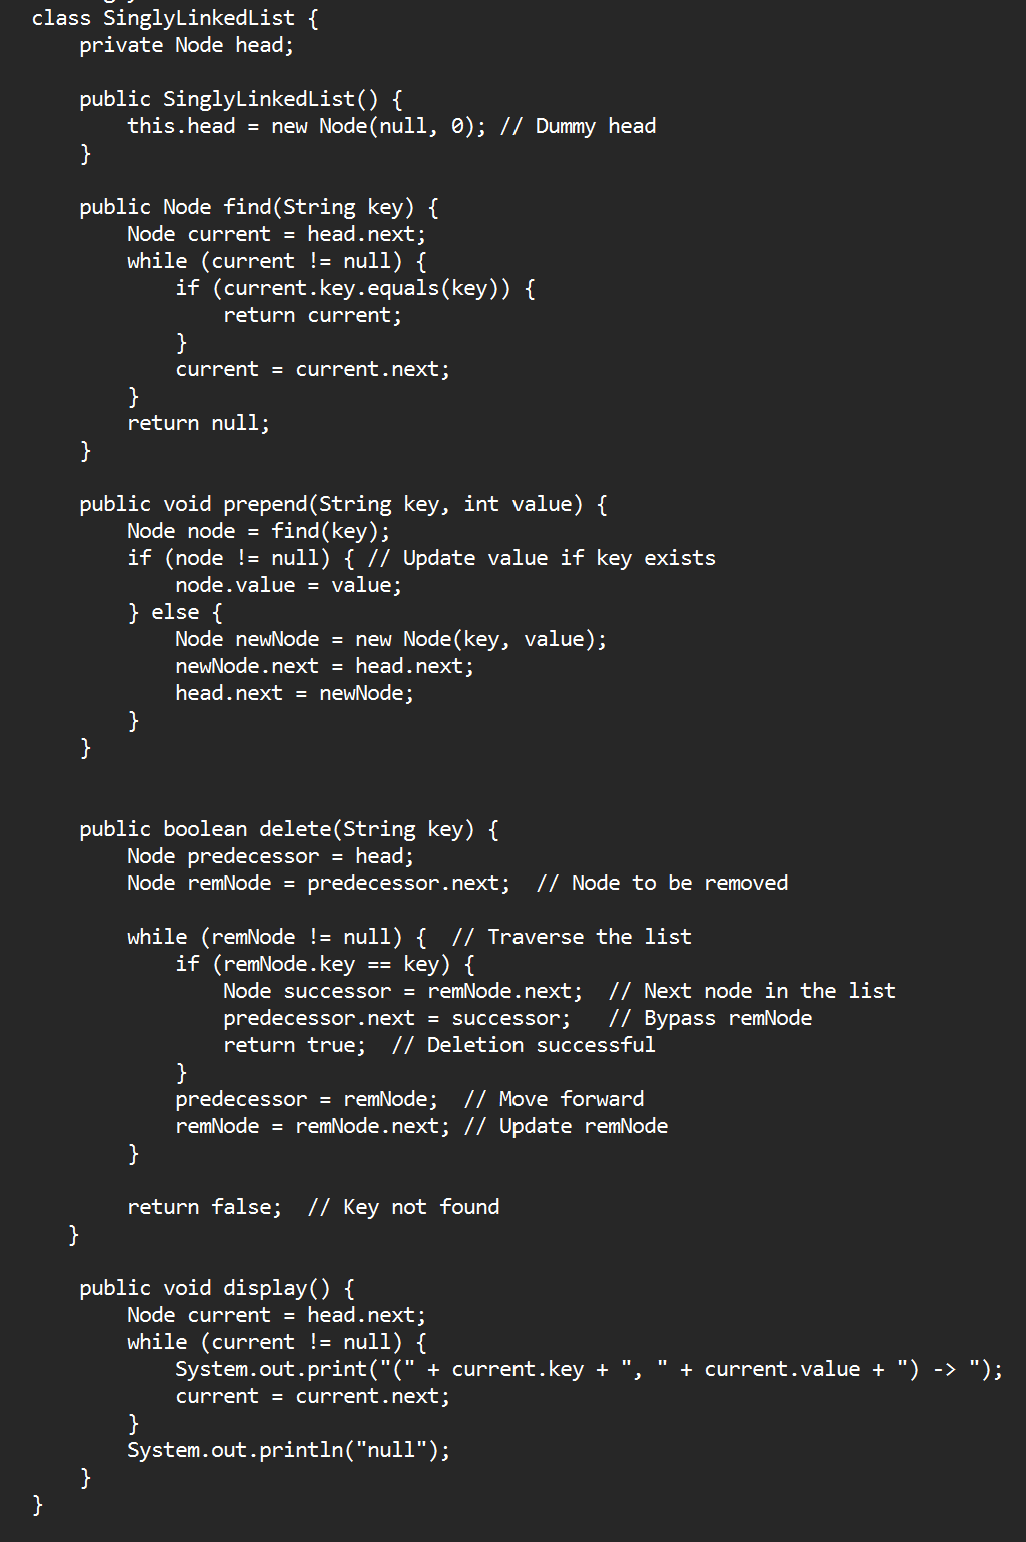 class SinglyLinkedList {
    private Node head;

    public SinglyLinkedList() {
        this.head = new Node(null, 0); // Dummy head
    }

    public Node find(String key) {
        Node current = head.next;
        while (current != null) {
            if (current.key.equals(key)) {
                return current;
            }
            current = current.next;
        }
        return null;
    }

    public void prepend(String key, int value) {
        Node node = find(key);
        if (node != null) { // Update value if key exists
            node.value = value;
        } else {
            Node newNode = new Node(key, value);
            newNode.next = head.next;
            head.next = newNode;
        }
    }


    public boolean delete(String key) {
        Node predecessor = head;
        Node remNode = predecessor.next;  // Node to be removed

        while (remNode != null) {  // Traverse the list
            if (remNode.key == key) {
                Node successor = remNode.next;  // Next node in the list
                predecessor.next = successor;   // Bypass remNode
                return true;  // Deletion successful
            }
            predecessor = remNode;  // Move forward
            remNode = remNode.next; // Update remNode
        }

        return false;  // Key not found
   }

    public void display() {
        Node current = head.next;
        while (current != null) {
            System.out.print("(" + current.key + ", " + current.value + ") -> ");
            current = current.next;
        }
        System.out.println("null");
    }
}